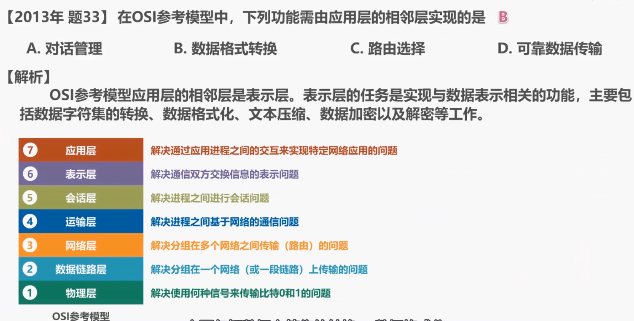 【2013年 题33】在OSI参考模型中，下列功能需由应用层的相邻层实现的是 B
A. 对话管理 B. 数据格式转换 C. 路由选择 D. 可靠数据传输
【解析】
OSI参考模型应用层的相邻层是表示层。表示层的任务是实现与数据表示相关的功能，主要包
括数据字符集的转换、数据格式化、文本压缩、数据加密以及解密等工作。
7 应用层 解决通过应用进程之间的交互来实现特定网络应用的问题
6 表示层 解决通信双方交换信息的表示问题
5 会话层 解决进程之间进行会话问题
4 运输层 解决进程之间基于网络的通信问题
3 网络层 解决分组在多个网络之间传输（路由）的问题
2 数据链路层 解决分组在一个网络（或一段链路）上传输的问题
1 物理层 解决使用何种信号来传输比特0和1的问题
OSI参考模型